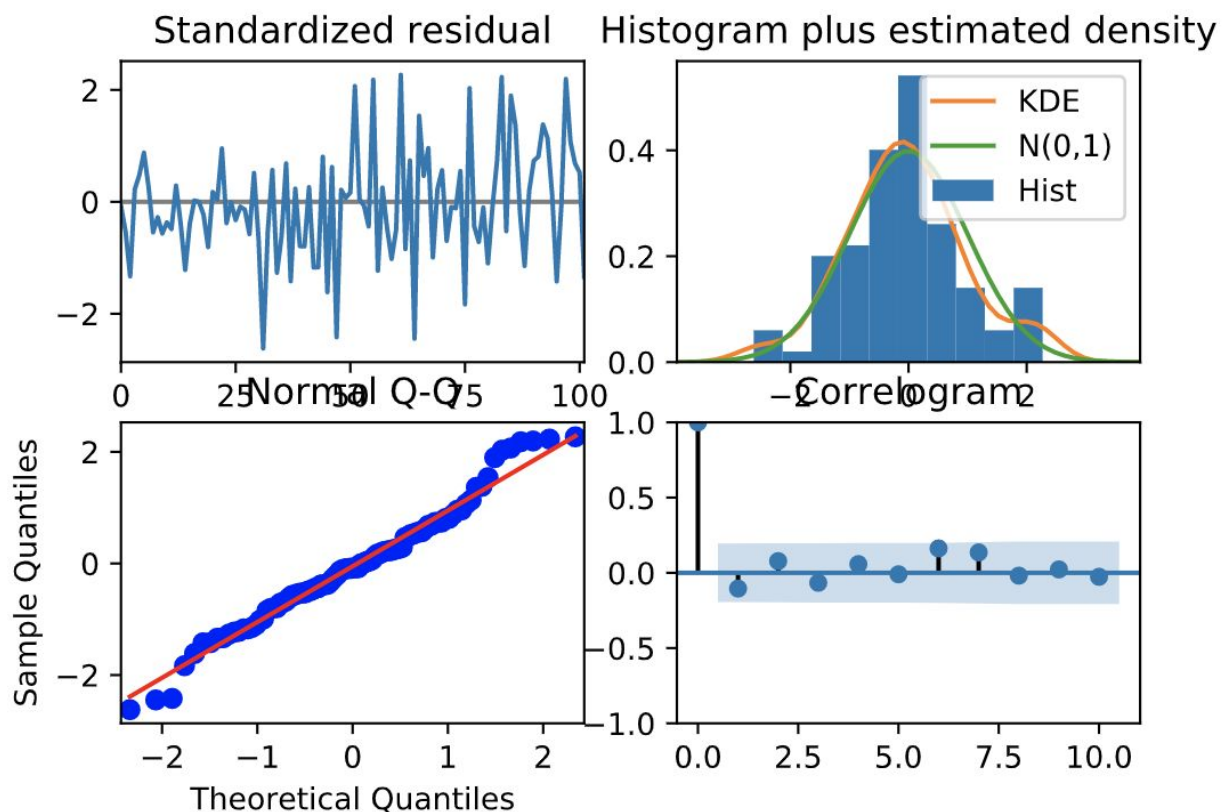 Standardized residual
2
0
−2
0 25 50 75 100
Histogram plus estimated density
KDE
N(0,1)
Hist
0.4
0.2
0.0
−2 0 2
Normal Q-Q
Sample Quantiles
2
0
−2
−2 −1 0 1 2
Theoretical Quantiles
Correlogram
1.0
0.5
0.0
−0.5
−1.0
0.0 2.5 5.0 7.5 10.0